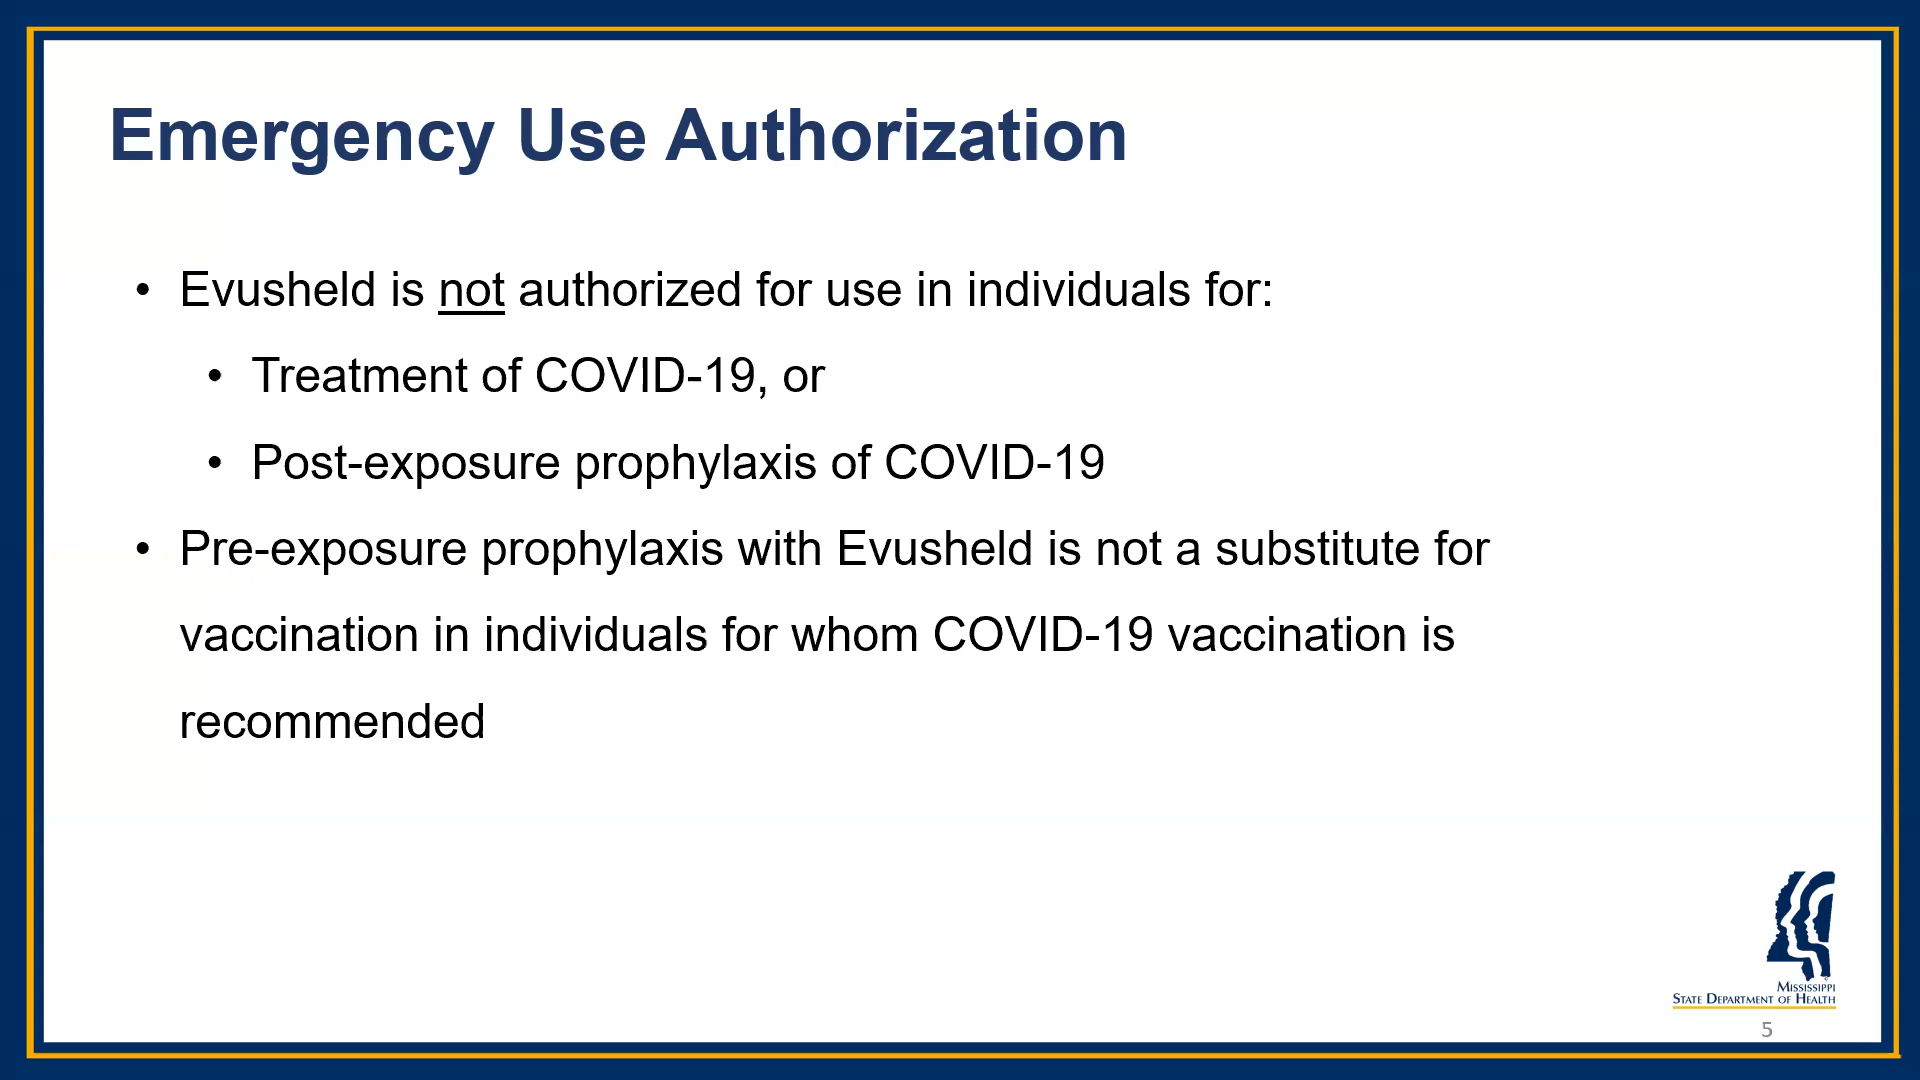 Emergency Use Authorization
• Evusheld is not authorized for use in individuals for:
• Treatment of COVID-19, or
• Post-exposure prophylaxis of COVID-19
• Pre-exposure prophylaxis with Evusheld is not a substitute for
vaccination in individuals for whom COVID-19 vaccination is
recommended
MISSISSIPPI
STATE DEPARTMENT OF HEALTH
5